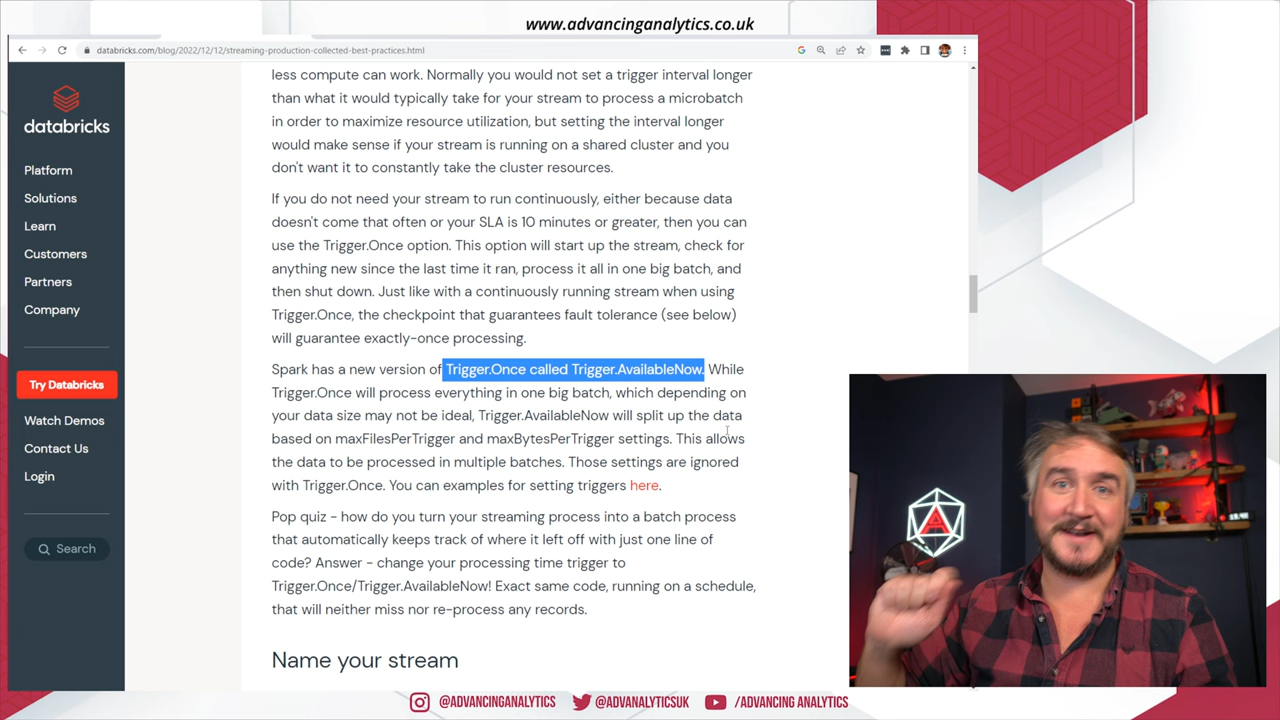 www.advancinganalytics.co.uk
databricks.com/blog/2022/12/12/streaming-production-collected-best-practices.html
databricks
Platform
Solutions
Learn
Customers
Partners
Company
Try Databricks
Watch Demos
Contact Us
Login
Search
less compute can work. Normally you would not set a trigger interval longer
than what it would typically take for your stream to process a microbatch
in order to maximize resource utilization, but setting the interval longer
would make sense if your stream is running on a shared cluster and you
don't want it to constantly take the cluster resources.
If you do not need your stream to run continuously, either because data
doesn't come that often or your SLA is 10 minutes or greater, then you can
use the Trigger.Once option. This option will start up the stream, check for
anything new since the last time it ran, process it all in one big batch, and
then shut down. Just like with a continuously running stream when using
Trigger.Once, the checkpoint that guarantees fault tolerance (see below)
will guarantee exactly-once processing.
Spark has a new version of Trigger.Once called Trigger.AvailableNow. While
Trigger.Once will process everything in one big batch, which depending on
your data size may not be ideal, Trigger.AvailableNow will split up the data
based on maxFilesPerTrigger and maxBytesPerTrigger settings. This allows
the data to be processed in multiple batches. Those settings are ignored
with Trigger.Once. You can examples for setting triggers here.
Pop quiz – how do you turn your streaming process into a batch process
that automatically keeps track of where it left off with just one line of
code? Answer – change your processing time trigger to
Trigger.Once/Trigger.AvailableNow! Exact same code, running on a schedule,
that will neither miss nor re-process any records.
Name your stream
@ADVANCINGANALYTICS
@ADVANALYTICSUK
/ADVANCING ANALYTICS